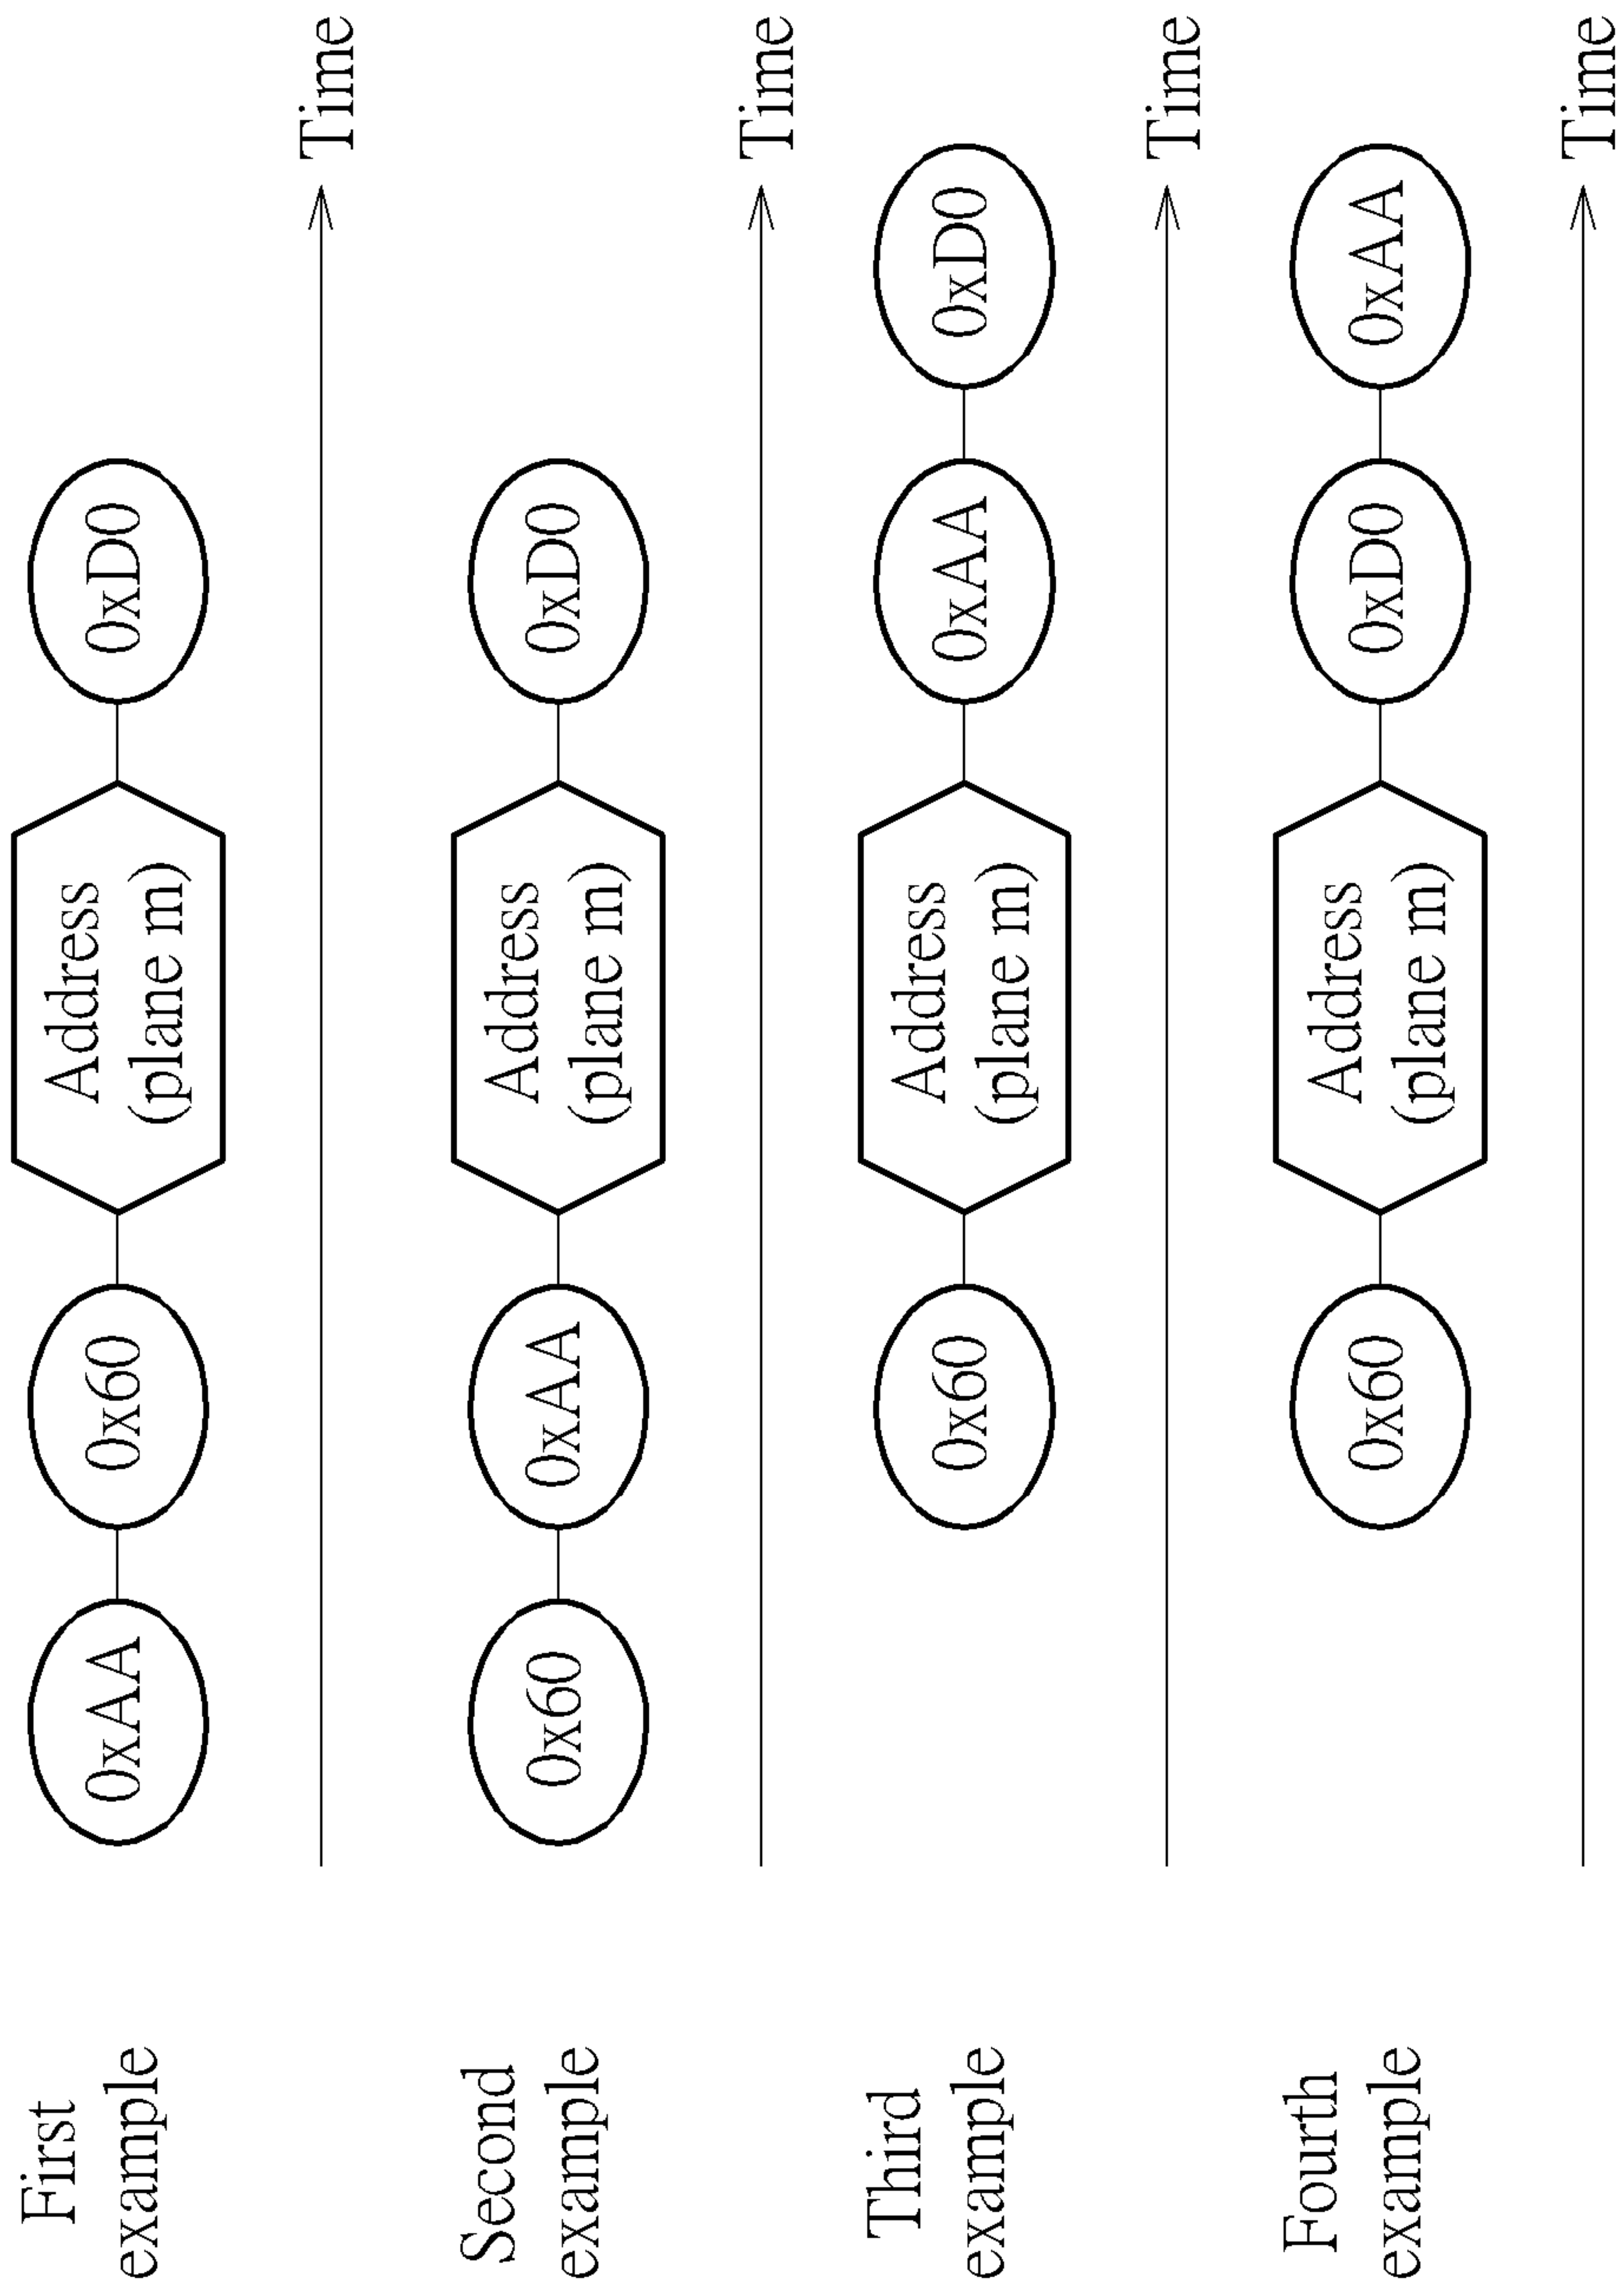 First
example
0xAA
0x60
Address
(plane m)
0xD0
Time
Second
example
0x60
0xAA
Address
(plane m)
0xD0
Time
Third
example
0x60
Address
(plane m)
0xAA
0xD0
Time
Fourth
example
0x60
Address
(plane m)
0xD0
0xAA
Time